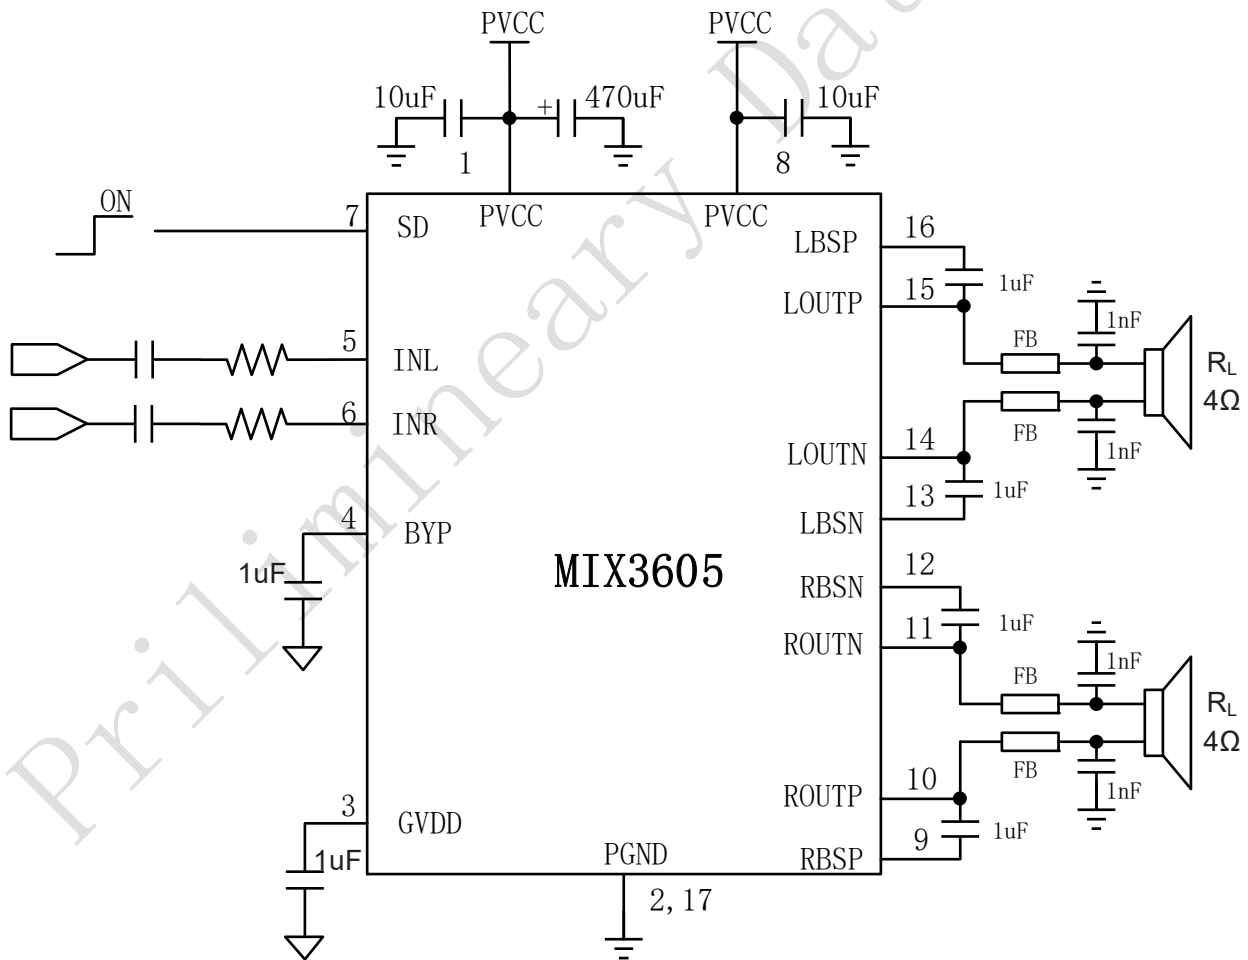 PVCC PVCC
10uF + 470uF 10uF
1 8
ON
7 SD PVCC PVCC LBSP 16
1uF
LOUTP 15
1nF
5 INL FB RL
4Ω
6 INR FB
1nF
LOUTN 14
1uF
LBSN 13
4 BYP
1uF
MIX3605
RBSN 12
1uF
ROUTN 11
1nF
FB RL
4Ω
FB
1nF
ROUTP 10
1uF
3 GVDD
1uF
RBSP 9
PGND
2,17
Prilimineary Dat